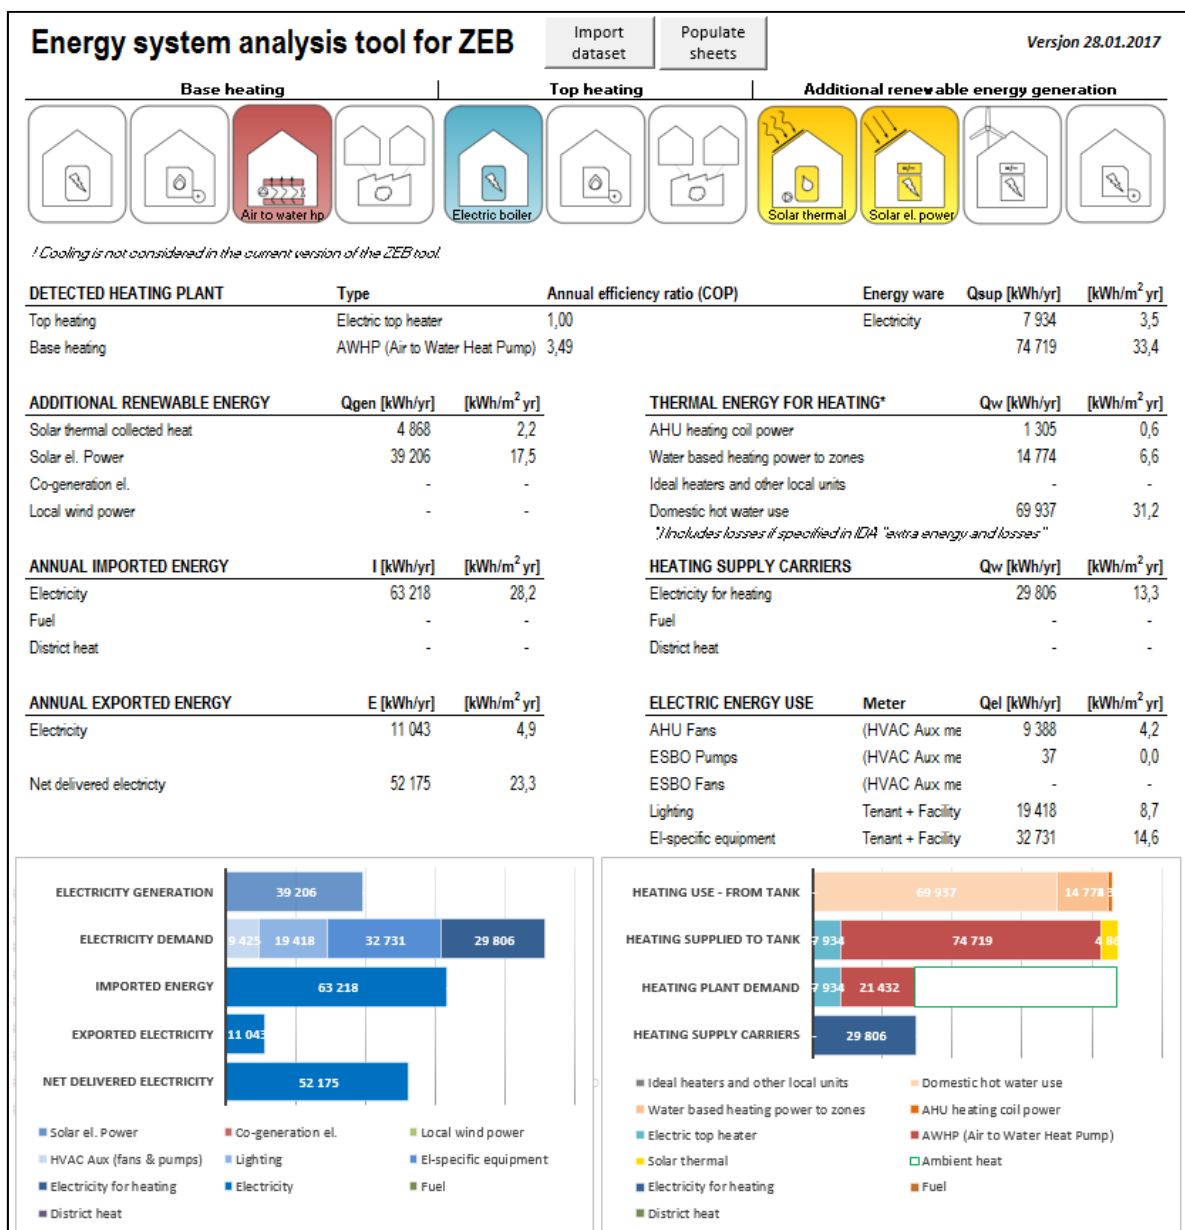 Energy system analysis tool for ZEB
Import dataset
Populate sheets
Versjon 28.01.2017
Base heating
Top heating
Additional renewable energy generation
Air to water hp
Electric boiler
Solar thermal
Solar el. power
! Cooling is not considered in the current version of the ZEB tool.
DETECTED HEATING PLANT Type Annual efficiency ratio (COP) Energy ware Qsup [kWh/yr] [kWh/m² yr]
Top heating Electric top heater 1,00 Electricity 7 934 3,5
Base heating AWHP (Air to Water Heat Pump) 3,49 74 719 33,4
ADDITIONAL RENEWABLE ENERGY Qgen [kWh/yr] [kWh/m² yr]
Solar thermal collected heat 4 868 2,2
Solar el. Power 39 206 17,5
Co-generation el. - -
Local wind power - -
THERMAL ENERGY FOR HEATING* Qw [kWh/yr] [kWh/m² yr]
AHU heating coil power 1 305 0,6
Water based heating power to zones 14 774 6,6
Ideal heaters and other local units - -
Domestic hot water use 69 937 31,2
*) Includes losses if specified in IDA "extra energy and losses"
ANNUAL IMPORTED ENERGY I [kWh/yr] [kWh/m² yr]
Electricity 63 218 28,2
Fuel - -
District heat - -
HEATING SUPPLY CARRIERS Qw [kWh/yr] [kWh/m² yr]
Electricity for heating 29 806 13,3
Fuel - -
District heat - -
ANNUAL EXPORTED ENERGY E [kWh/yr] [kWh/m² yr]
Electricity 11 043 4,9
Net delivered electricty 52 175 23,3
ELECTRIC ENERGY USE Meter Qel [kWh/yr] [kWh/m² yr]
AHU Fans (HVAC Aux me 9 388 4,2
ESBO Pumps (HVAC Aux me 37 0,0
ESBO Fans (HVAC Aux me - -
Lighting Tenant + Facility 19 418 8,7
El-specific equipment Tenant + Facility 32 731 14,6
ELECTRICITY GENERATION 39 206
ELECTRICITY DEMAND 9 425 19 418 32 731 29 806
IMPORTED ENERGY 63 218
EXPORTED ELECTRICITY 11 043
NET DELIVERED ELECTRICITY 52 175
Solar el. Power Co-generation el. Local wind power
HVAC Aux (fans & pumps) Lighting El-specific equipment
Electricity for heating Electricity Fuel
District heat
HEATING USE - FROM TANK - 69 937 14 774
HEATING SUPPLIED TO TANK 7 934 74 719 4 86
HEATING PLANT DEMAND 7 934 21 432
HEATING SUPPLY CARRIERS - 29 806
Ideal heaters and other local units Domestic hot water use
Water based heating power to zones AHU heating coil power
Electric top heater AWHP (Air to Water Heat Pump)
Solar thermal Ambient heat
Electricity for heating Fuel
District heat